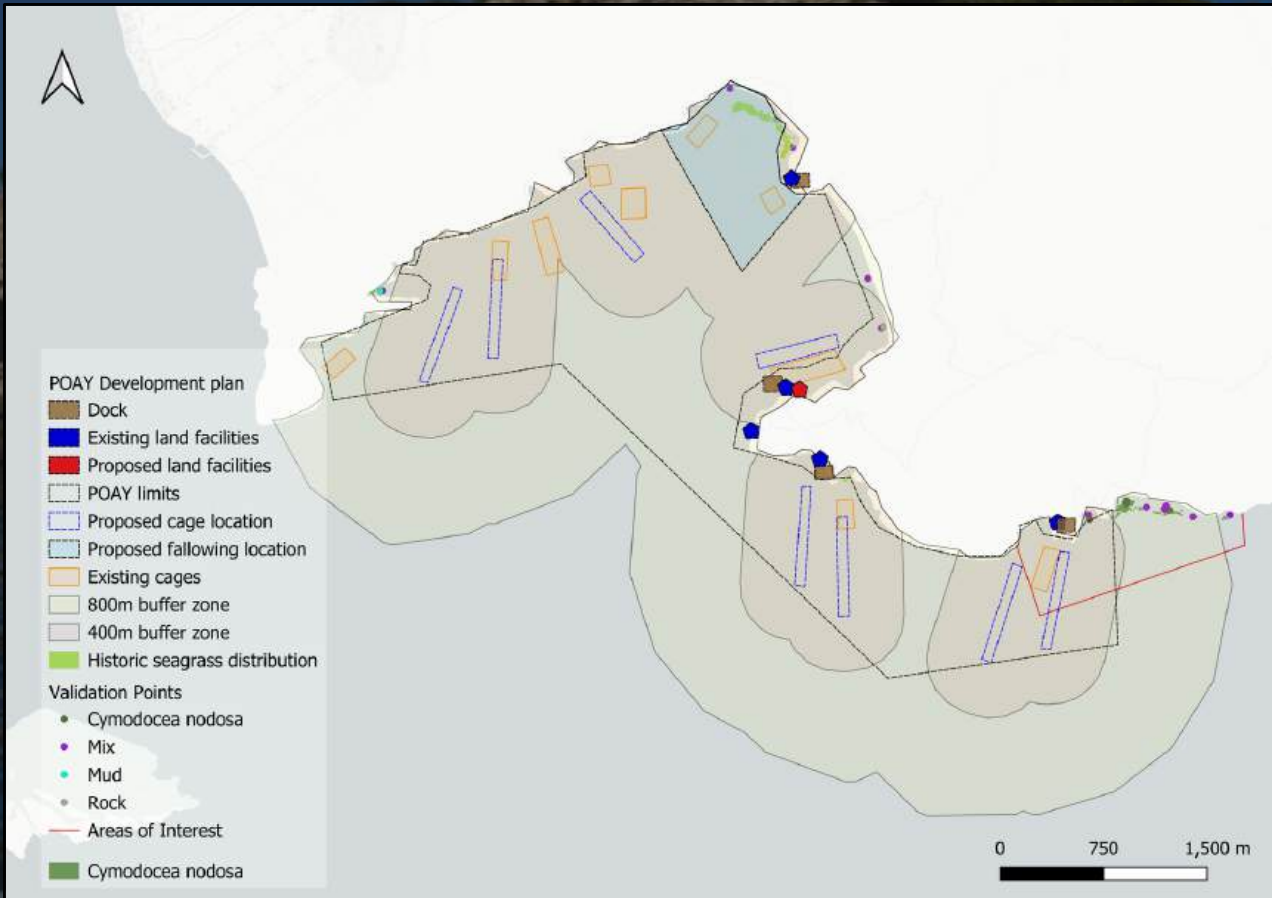 POAY Development plan
Dock
Existing land facilities
Proposed land facilities
POAY limits
Proposed cage location
Proposed fallowing location
Existing cages
800m buffer zone
400m buffer zone
Historic seagrass distribution
Validation Points
Cymodocea nodosa
Mix
Mud
Rock
Areas of Interest
Cymodocea nodosa
0 750 1,500 m